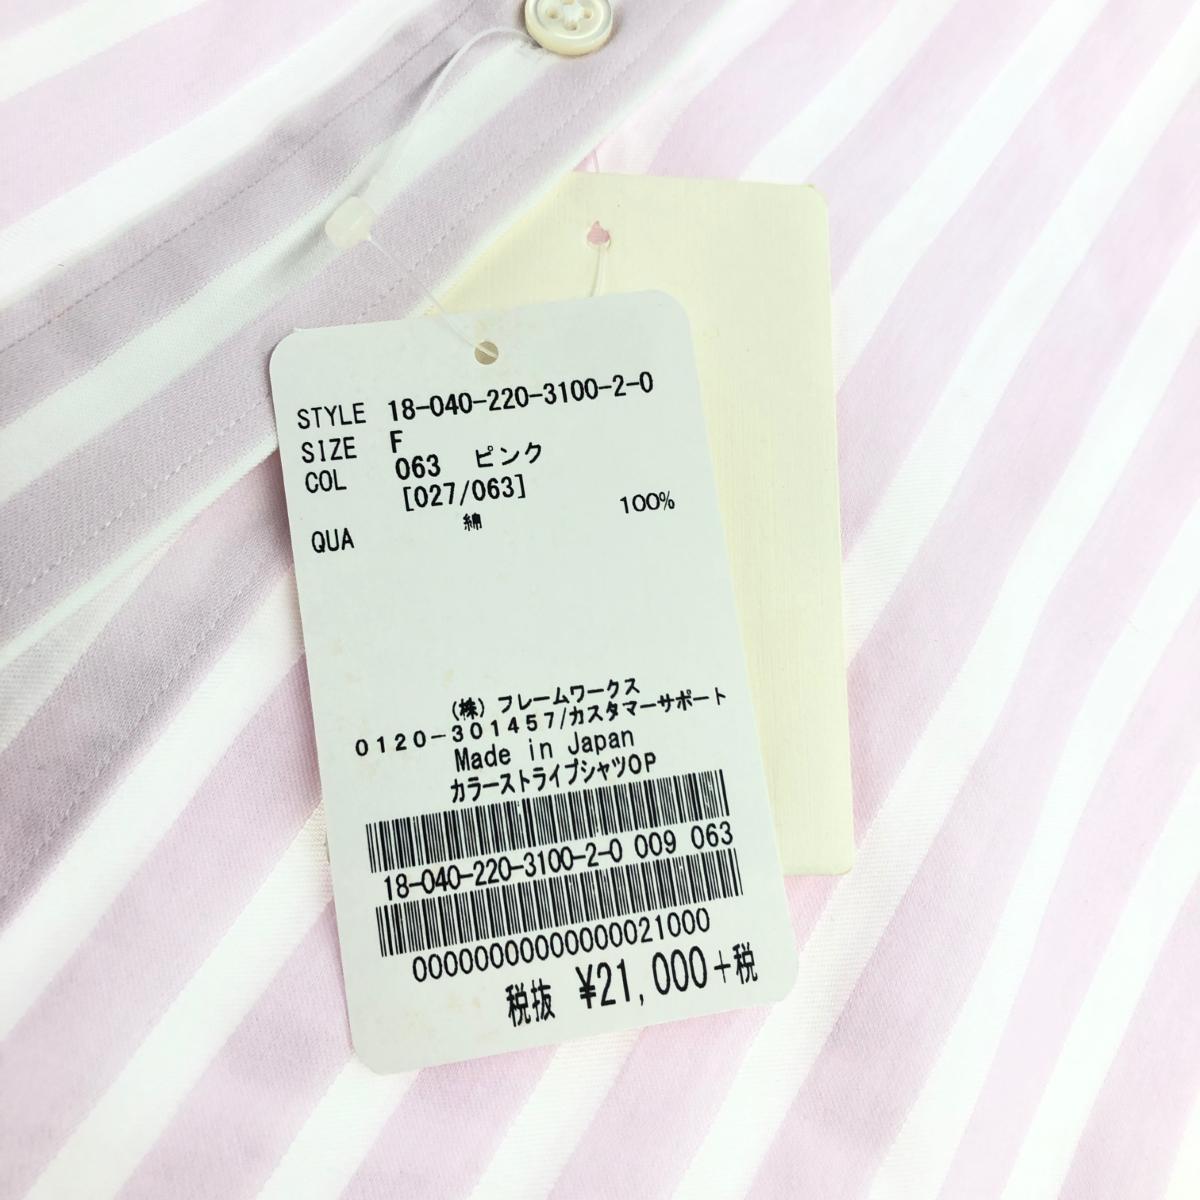 STYLE 18-040-220-3100-2-0
SIZE F
COL 063 ピンク
[027/063]
QUA 綿 100%
(株) フレームワークス
0120-301457/カスタマーサポート
Made in Japan
カラーストライプシャツOP
18-040-220-3100-2-0 009 063
00000000000000021000
税抜 ¥21,000+税